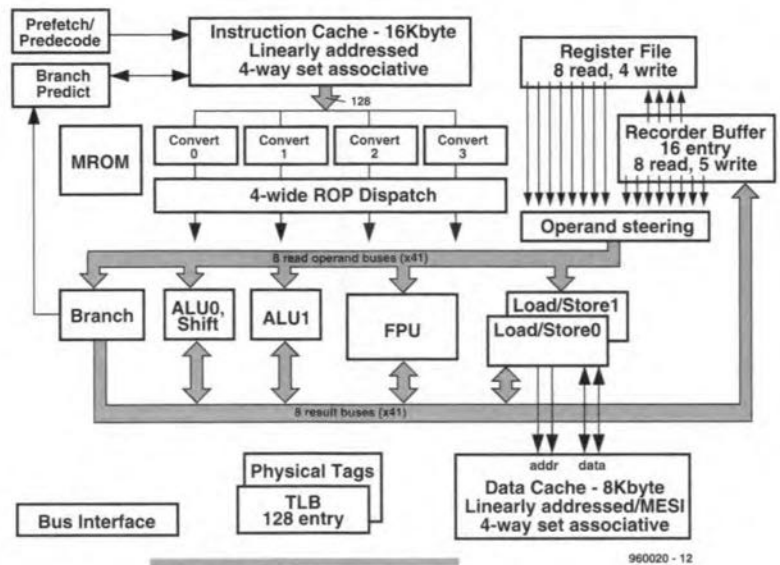 Prefetch/
Predecode
Instruction Cache - 16Kbyte
Linearly addressed
4-way set associative
Branch
Predict
128
Register File
8 read, 4 write
Recorder Buffer
16 entry
8 read, 5 write
MROM
Convert
0
Convert
1
Convert
2
Convert
3
4-wide ROP Dispatch
Operand steering
8 read operand buses (x41)
Branch
ALU0,
Shift
ALU1
FPU
Load/Store1
Load/Store0
8 result buses (x41)
addr data
Physical Tags
TLB
128 entry
Bus Interface
Data Cache - 8Kbyte
Linearly addressed/MESI
4-way set associative
960020 - 12